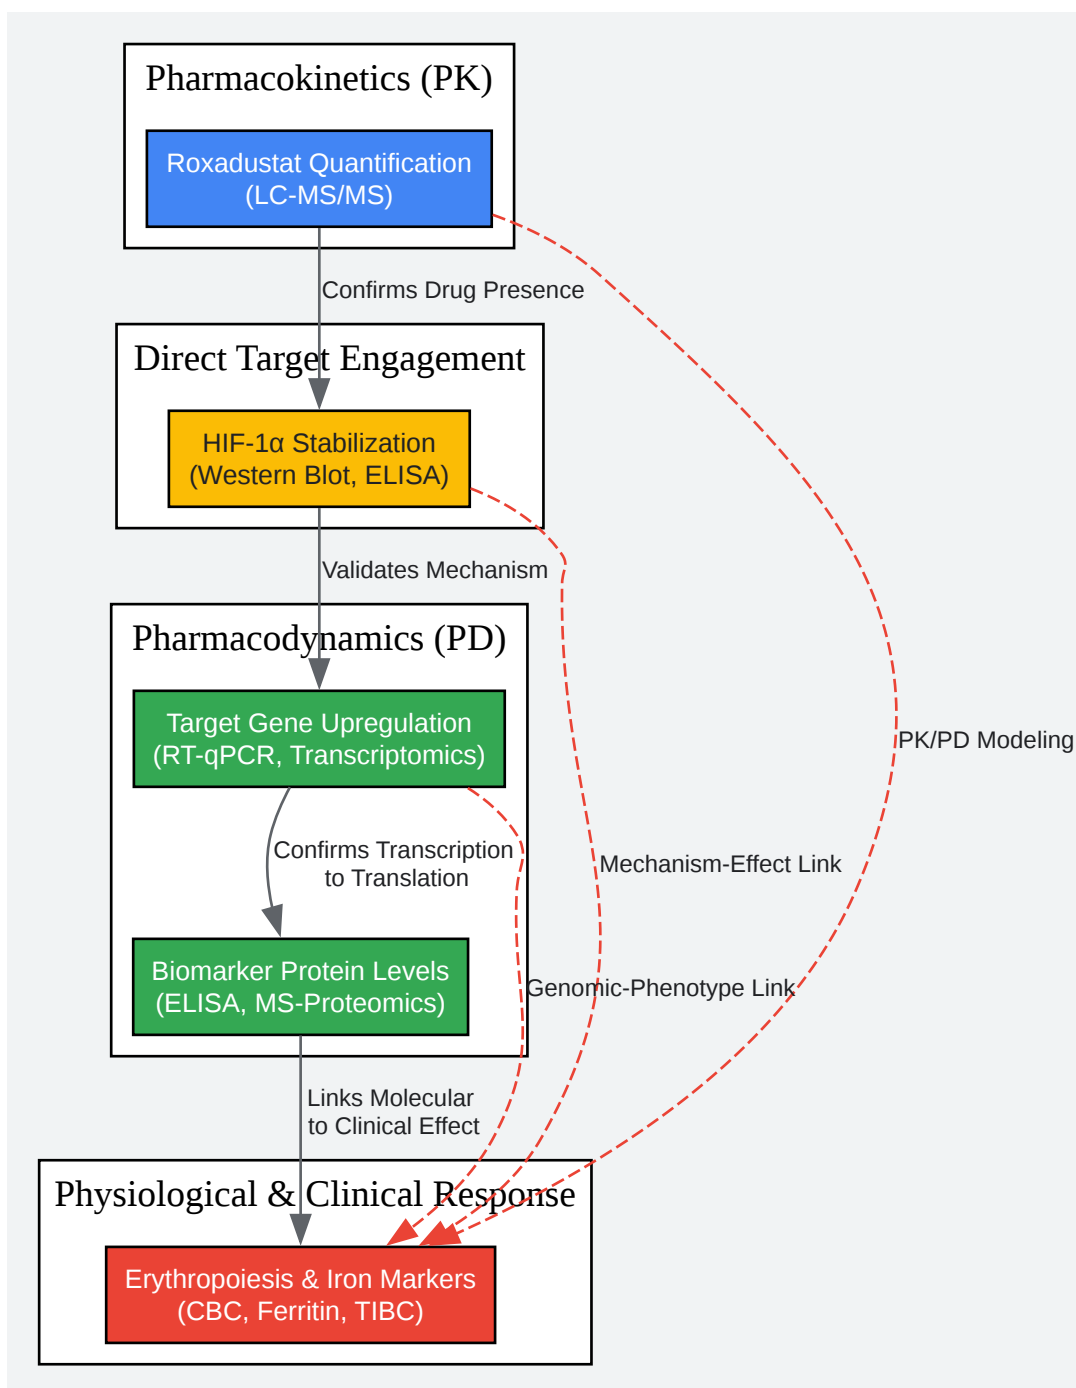 Pharmacokinetics (PK)
Roxadustat Quantification
(LC-MS/MS)
Confirms Drug Presence
Direct Target Engagement
HIF-1α Stabilization
(Western Blot, ELISA)
Validates Mechanism
Pharmacodynamics (PD)
Target Gene Upregulation
(RT-qPCR, Transcriptomics)
PK/PD Modeling
Confirms Transcription
to Translation
Mechanism-Effect Link
Biomarker Protein Levels
(ELISA, MS-Proteomics)
Genomic-Phenotype Link
Links Molecular
to Clinical Effect
Physiological & Clinical Response
Erythropoiesis & Iron Markers
(CBC, Ferritin, TIBC)